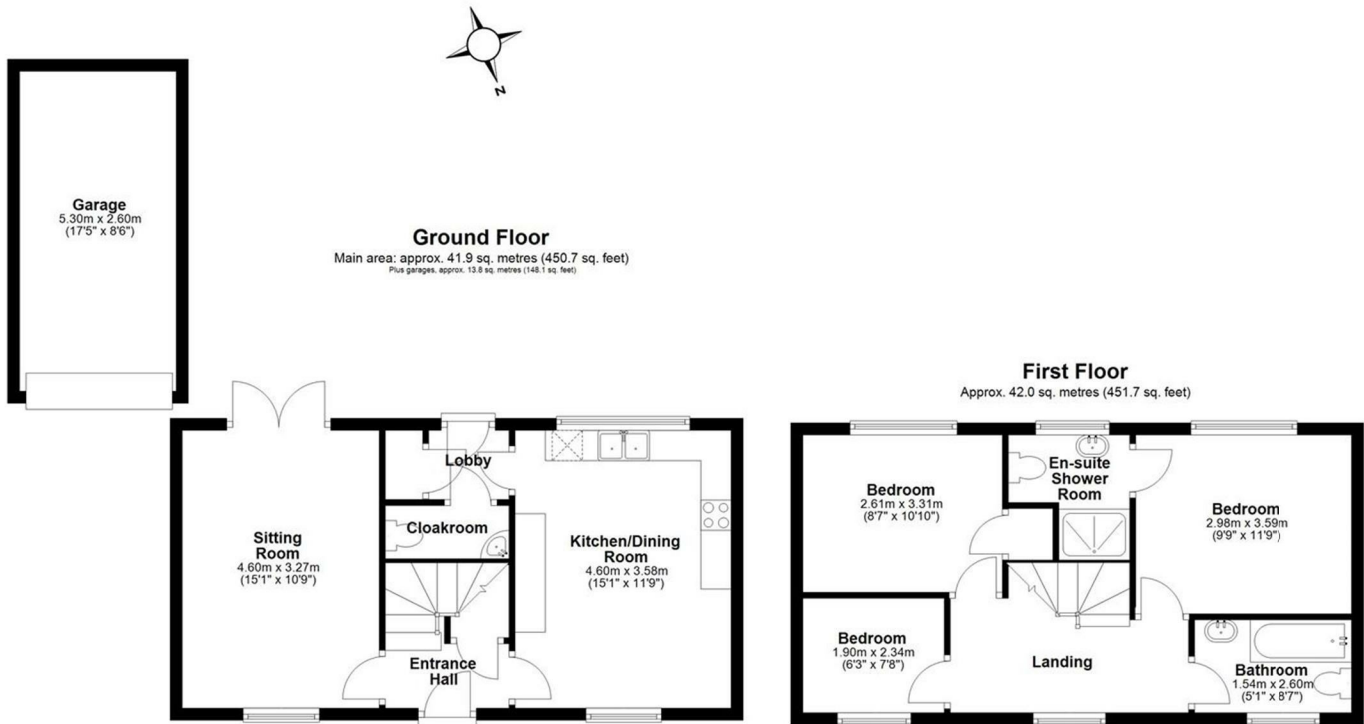 N
Garage
5.30m x 2.60m
(17'5" x 8'6")
Ground Floor
Main area: approx. 41.9 sq. metres (450.7 sq. feet)
Plus garages, approx. 13.8 sq. metres (148.1 sq. feet)
Lobby
Cloakroom
Sitting
Room
4.60m x 3.27m
(15'1" x 10'9")
Kitchen/Dining
Room
4.60m x 3.58m
(15'1" x 11'9")
Entrance
Hall
First Floor
Approx. 42.0 sq. metres (451.7 sq. feet)
Bedroom
2.61m x 3.31m
(8'7" x 10'10")
En-suite
Shower
Room
Bedroom
2.98m x 3.59m
(9'9" x 11'9")
Bedroom
1.90m x 2.34m
(6'3" x 7'8")
Landing
Bathroom
1.54m x 2.60m
(5'1" x 8'7")